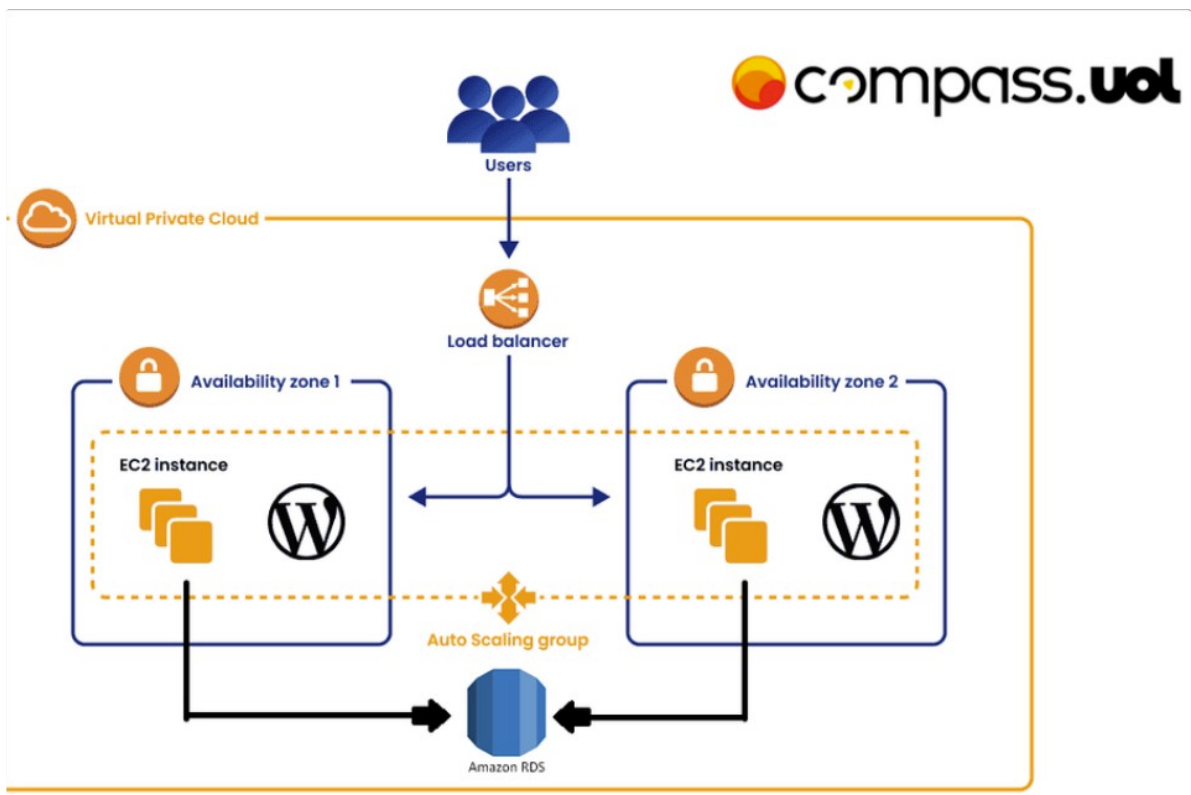 compass.uol
Users
Virtual Private Cloud
Load balancer
Availability zone 1
Availability zone 2
EC2 instance
EC2 instance
Auto Scaling group
Amazon RDS